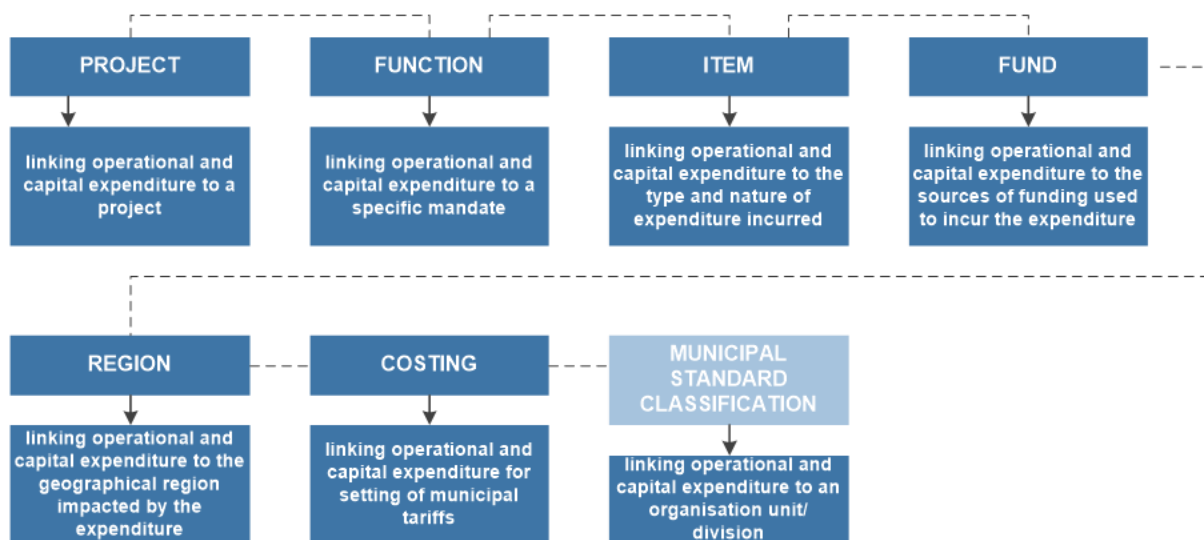 PROJECT
FUNCTION
ITEM
FUND
linking operational and
capital expenditure to a
project
linking operational and
capital expenditure to a
specific mandate
linking operational and
capital expenditure to the
type and nature of
expenditure incurred
linking operational and
capital expenditure to the
sources of funding used
to incur the expenditure
REGION
COSTING
MUNICIPAL
STANDARD
CLASSIFICATION
linking operational and
capital expenditure to the
geographical region
impacted by the
expenditure
linking operational and
capital expenditure for
setting of municipal
tariffs
linking operational and
capital expenditure to an
organisation unit/
division